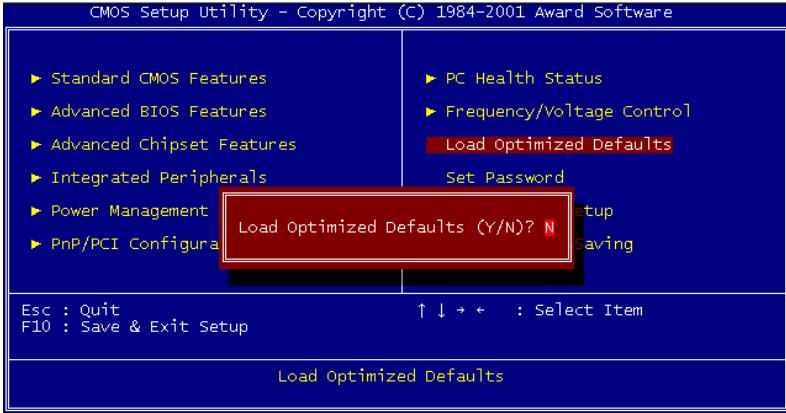 CMOS Setup Utility - Copyright (C) 1984-2001 Award Software
► Standard CMOS Features
► Advanced BIOS Features
► Advanced Chipset Features
► Integrated Peripherals
► Power Management
► PnP/PCI Configura
► PC Health Status
► Frequency/Voltage Control
Load Optimized Defaults
Set Password
etup
Saving
Load Optimized Defaults (Y/N)? N
Esc : Quit
F10 : Save & Exit Setup
↑ ↓ → ← : Select Item
Load Optimized Defaults